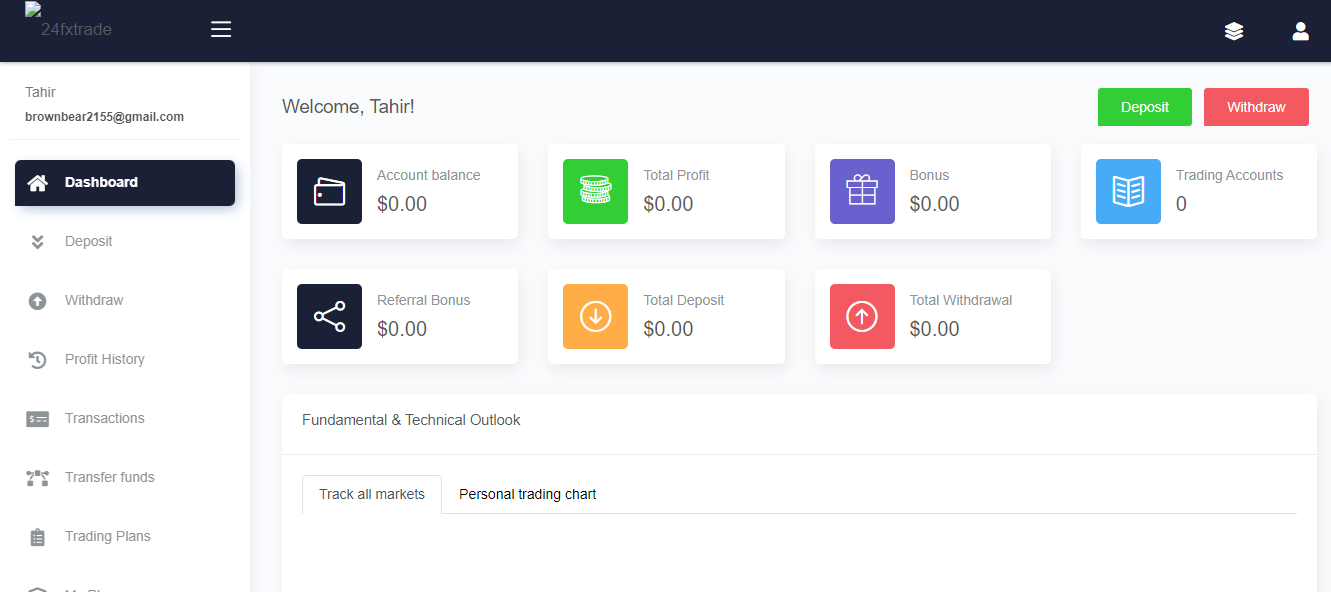 24fxtrade
Tahir
brownbear2155@gmail.com
Dashboard
Deposit
Withdraw
Profit History
Transactions
Transfer funds
Trading Plans
Welcome, Tahir!
Deposit
Withdraw
Account balance
$0.00
Total Profit
$0.00
Bonus
$0.00
Trading Accounts
0
Referral Bonus
$0.00
Total Deposit
$0.00
Total Withdrawal
$0.00
Fundamental & Technical Outlook
Track all markets
Personal trading chart